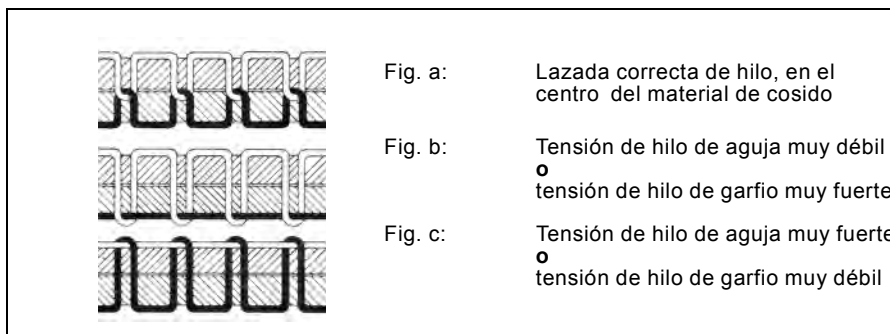 Fig. a: Lazada correcta de hilo, en el
centro del material de cosido
Fig. b: Tensión de hilo de aguja muy débil
o
tensión de hilo de garfio muy fuerte
Fig. c: Tensión de hilo de aguja muy fuerte
o
tensión de hilo de garfio muy débil